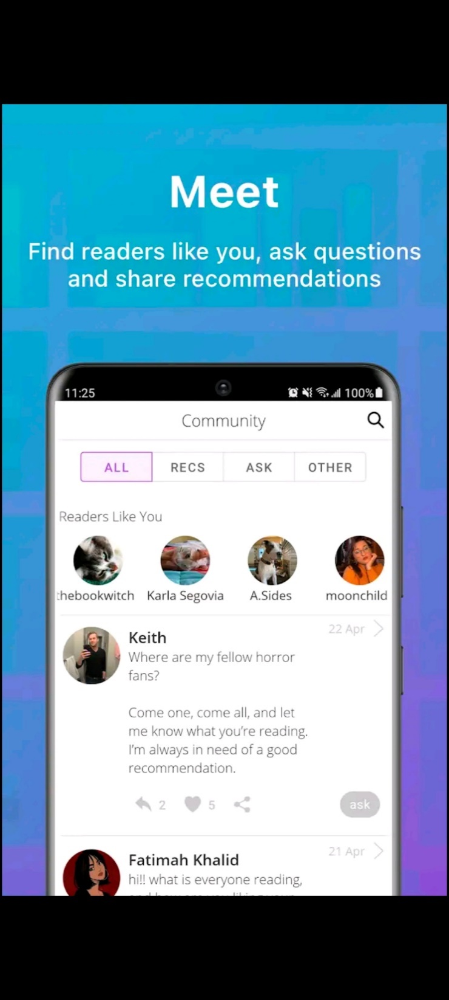 Meet
Find readers like you, ask questions
and share recommendations
11:25
100%
Community
ALL
RECS
ASK
OTHER
Readers Like You
thebookwitch
Karla Segovia
A.Sides
moonchild
Keith
22 Apr
Where are my fellow horror
fans?
Come one, come all, and let
me know what you're reading.
I'm always in need of a good
recommendation.
2
5
ask
Fatimah Khalid
21 Apr
hi!! what is everyone reading,